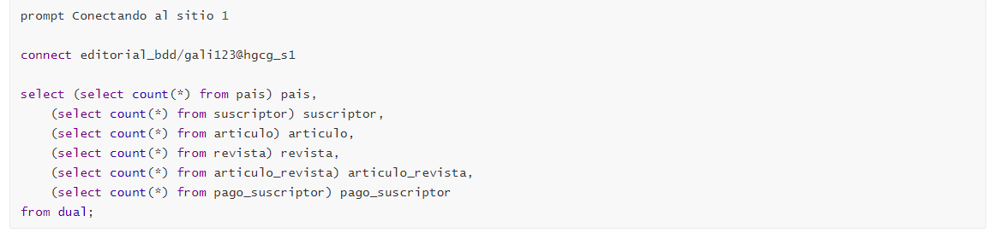 prompt Conectando al sitio 1
connect editorial_bdd/gali123@hgcg_s1
select (select count(*) from pais) pais,
(select count(*) from suscriptor) suscriptor,
(select count(*) from articulo) articulo,
(select count(*) from revista) revista,
(select count(*) from articulo_revista) articulo_revista,
(select count(*) from pago_suscriptor) pago_suscriptor
from dual;